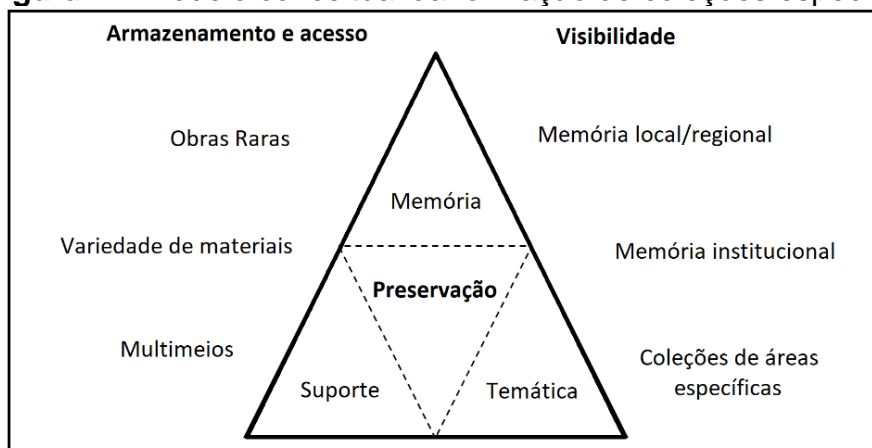 Armazenamento e acesso
Visibilidade
Obras Raras
Memória local/regional
Memória
Variedade de materiais
Memória institucional
Preservação
Multimeios
Coleções de áreas
específicas
Suporte
Temática